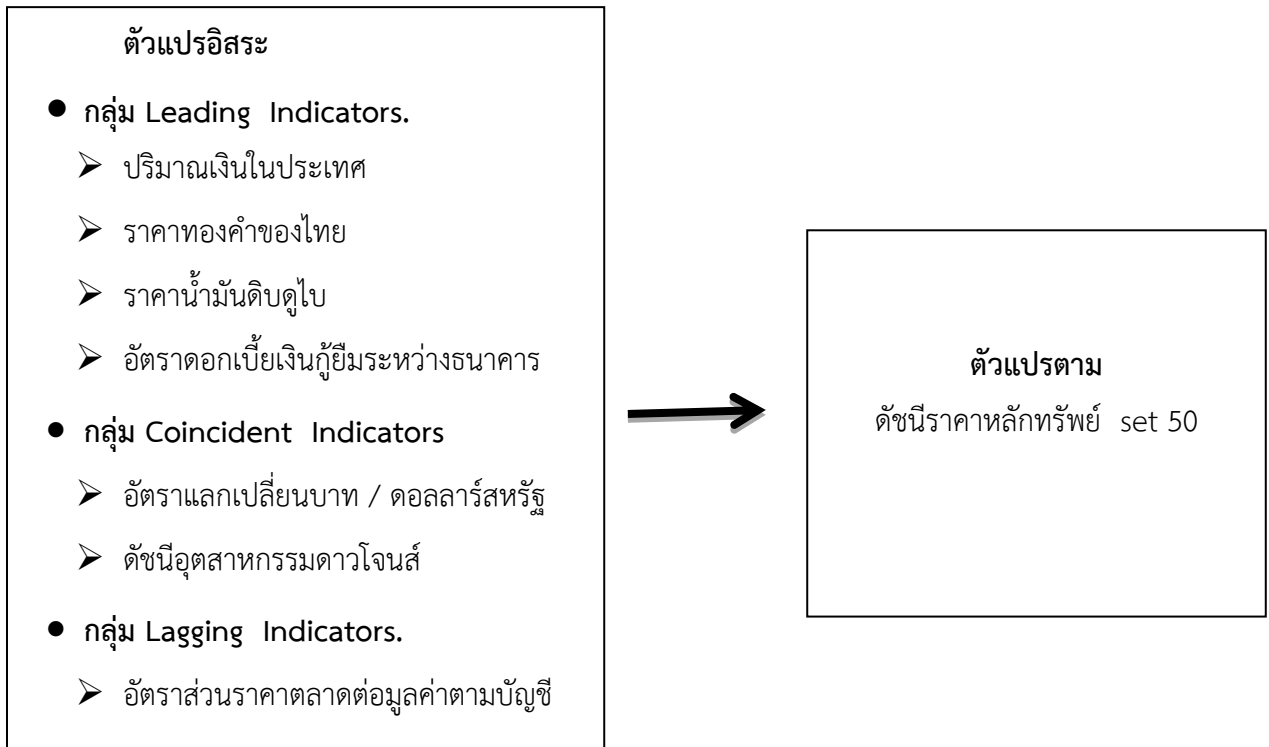 ตัวแปรอิสระ
● กลุ่ม Leading Indicators.
➢ ปริมาณเงินในประเทศ
➢ ราคาทองคำของไทย
➢ ราคาน้ำมันดิบดูไบ
➢ อัตราดอกเบี้ยเงินกู้ยืมระหว่างธนาคาร
● กลุ่ม Coincident Indicators
➢ อัตราแลกเปลี่ยนบาท / ดอลลาร์สหรัฐ
➢ ดัชนีอุตสาหกรรมดาวโจนส์
● กลุ่ม Lagging Indicators.
➢ อัตราส่วนราคาตลาดต่อมูลค่าตามบัญชี
ตัวแปรตาม
ดัชนีราคาหลักทรัพย์ set 50